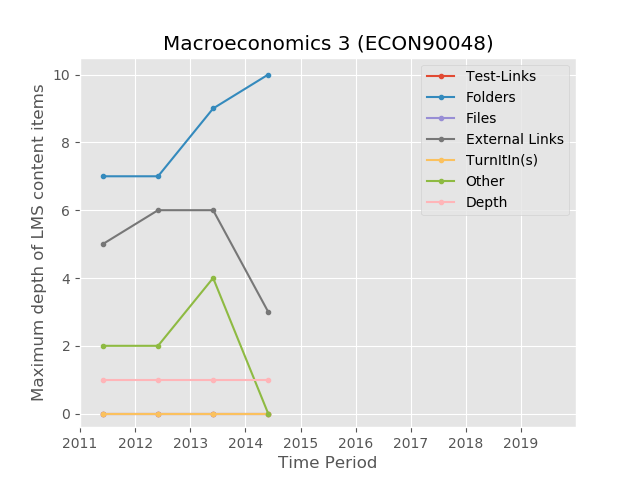 Macroeconomics 3 (ECON90048)
Maximum depth of LMS content items
10
8
6
4
2
0
Test-Links
Folders
Files
External Links
TurnItIn(s)
Other
Depth
2011 2012 2013 2014 2015 2016 2017 2018 2019
Time Period